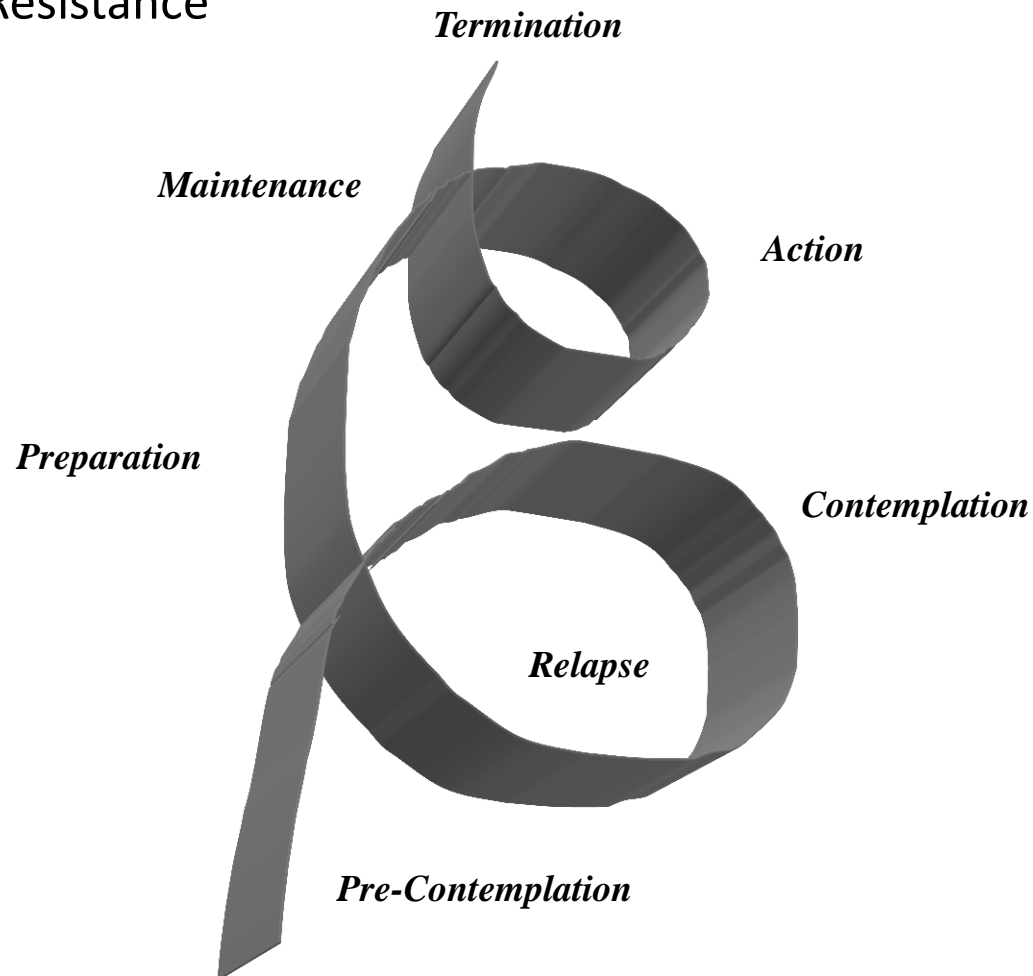 Resistance
Termination
Maintenance
Action
Preparation
Contemplation
Relapse
Pre-Contemplation